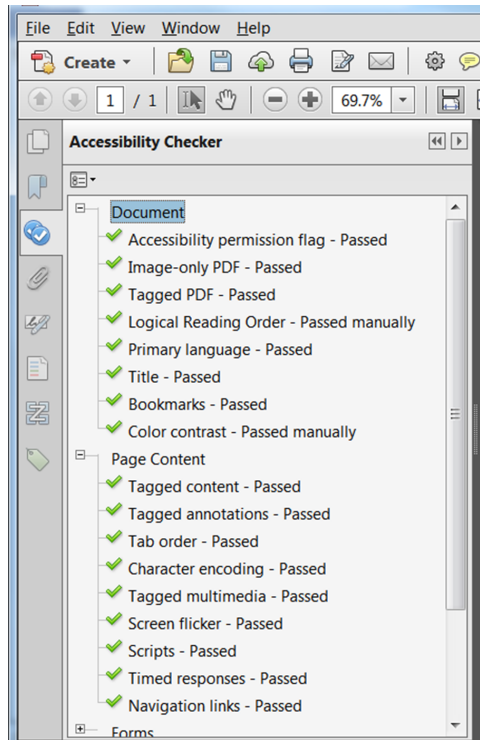 File Edit View Window Help
Create
1 / 1 69.7%
Accessibility Checker
Document
Accessibility permission flag - Passed
Image-only PDF - Passed
Tagged PDF - Passed
Logical Reading Order - Passed manually
Primary language - Passed
Title - Passed
Bookmarks - Passed
Color contrast - Passed manually
Page Content
Tagged content - Passed
Tagged annotations - Passed
Tab order - Passed
Character encoding - Passed
Tagged multimedia - Passed
Screen flicker - Passed
Scripts - Passed
Timed responses - Passed
Navigation links - Passed
Forms